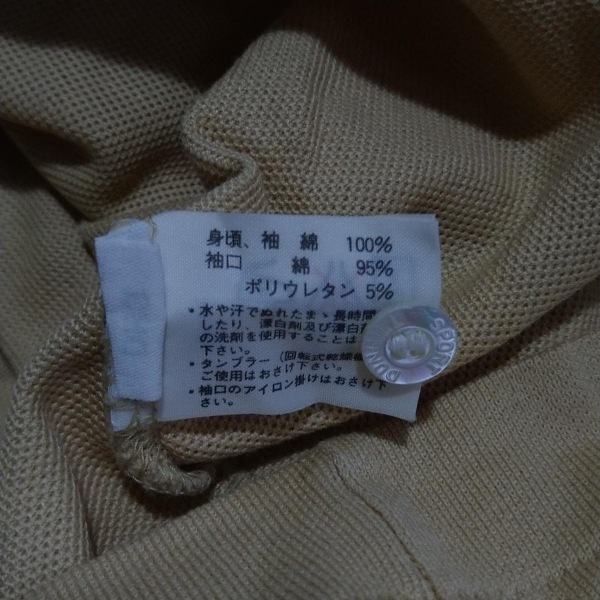 身頃、袖 綿 100%
袖口 綿 95%
ポリウレタン 5%
・水や汗でぬれたまゝ長時間
したり、漂白剤及び漂白剤
の洗剤を使用することは
下さい。
・タンブラー(回転式乾燥機
ご使用はおさけ下さい。
・袖口のアイロン掛けはおさけ下
さい。
SPORT